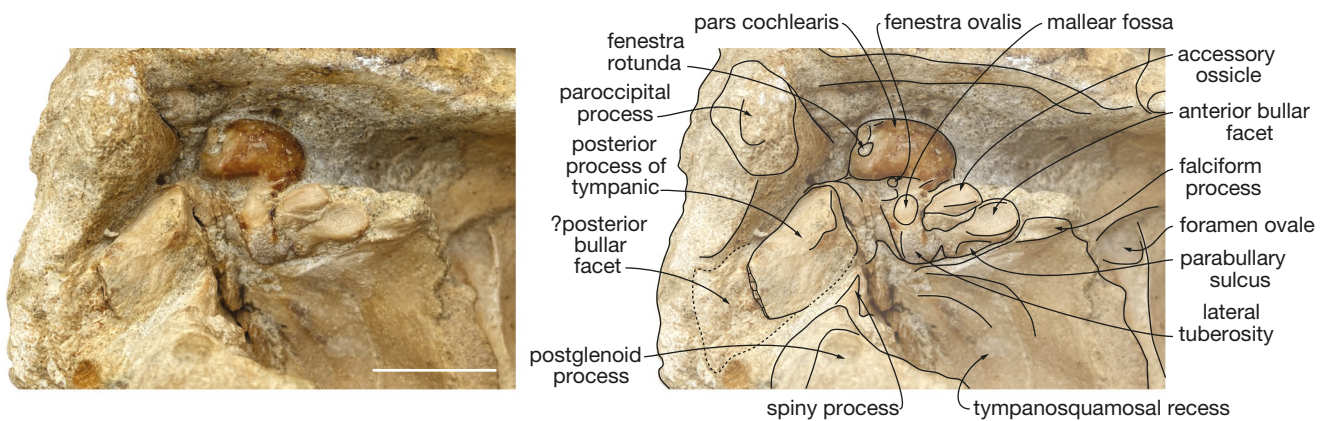 pars cochlearis
fenestra ovalis
mallear fossa
fenestra
rotunda
accessory
ossicle
paroccipital
process
anterior bullar
facet
posterior
process of
tympanic
falciform
process
?posterior
bullar
facet
foramen ovale
parabullary
sulcus
lateral
tuberosity
postglenoid
process
spiny process
tympanosquamosal recess